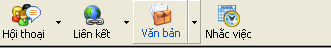 Hội thoại Liên kết Văn bản Nhắc việc